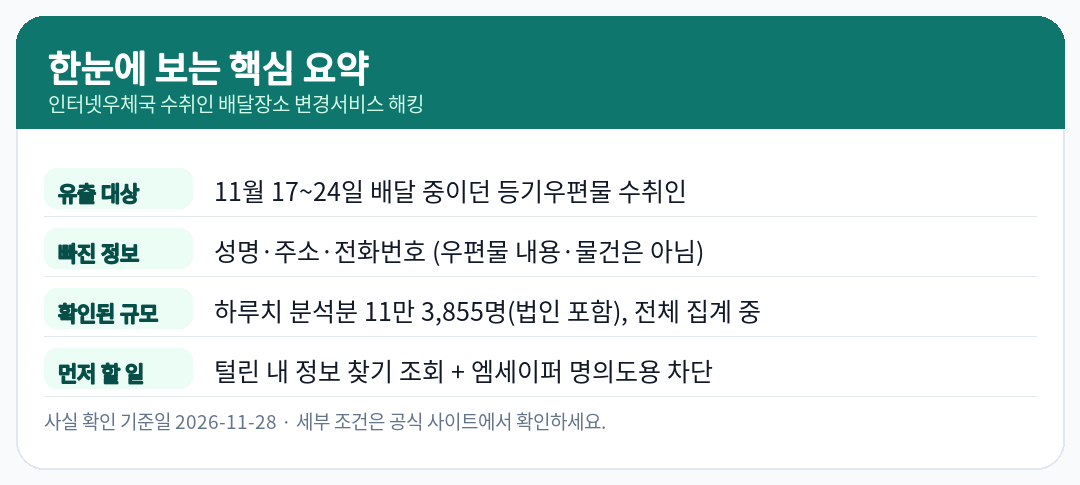 한눈에 보는 핵심 요약
인터넷우체국 수취인 배달장소 변경서비스 해킹
유출 대상 11월 17~24일 배달 중이던 등기우편물 수취인
빠진 정보 성명·주소·전화번호 (우편물 내용·물건은 아님)
확인된 규모 하루치 분석분 11만 3,855명(법인 포함), 전체 집계 중
먼저 할 일 털린 내 정보 찾기 조회 + 엠세이퍼 명의도용 차단
사실 확인 기준일 2026-11-28 · 세부 조건은 공식 사이트에서 확인하세요.